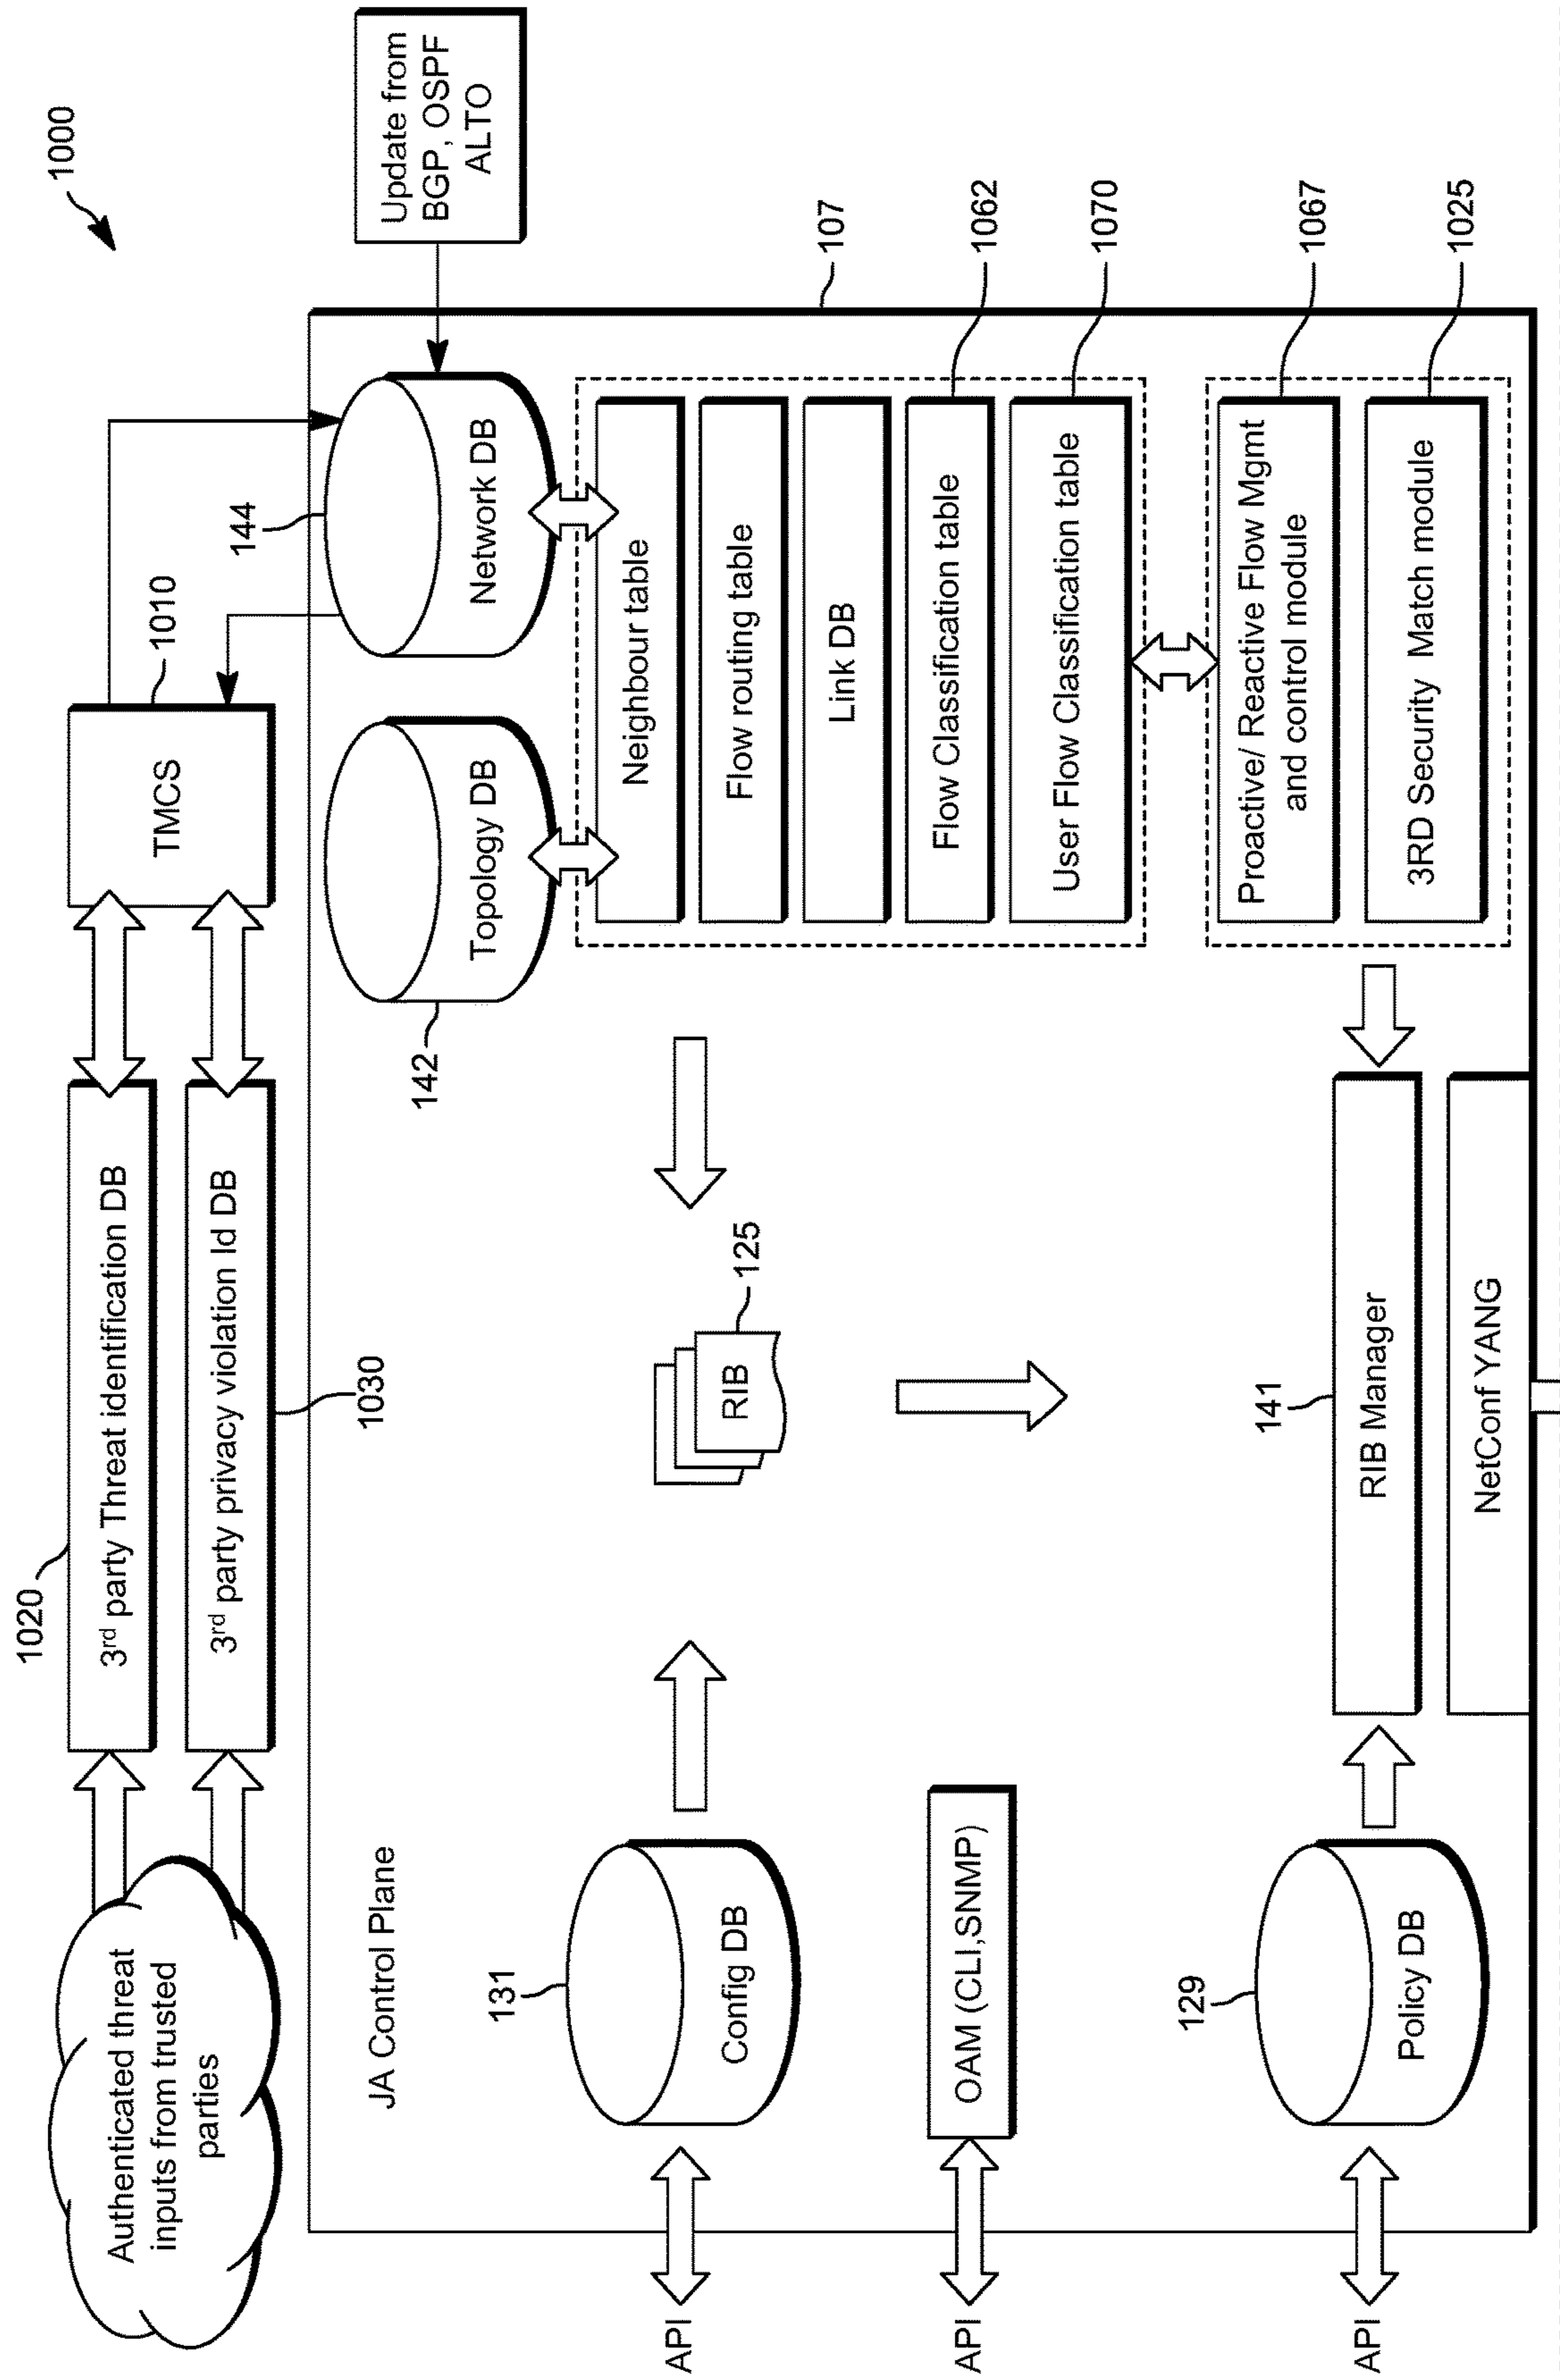 1000
1020
3rd party Threat identification DB
3rd party privacy violation Id DB
1030
Authenticated threat
inputs from trusted
parties
TMCS
1010
144
Update from
BGP, OSPF
ALTO
JA Control Plane
107
142
Topology DB
Network DB
131
Config DB
API
RIB
125
Neighbour table
Flow routing table
Link DB
Flow Classification table
1062
User Flow Classification table
1070
OAM (CLI,SNMP)
API
129
Policy DB
API
141
RIB Manager
NetConf YANG
Proactive/ Reactive Flow Mgmt
and control module
1067
3RD Security Match module
1025